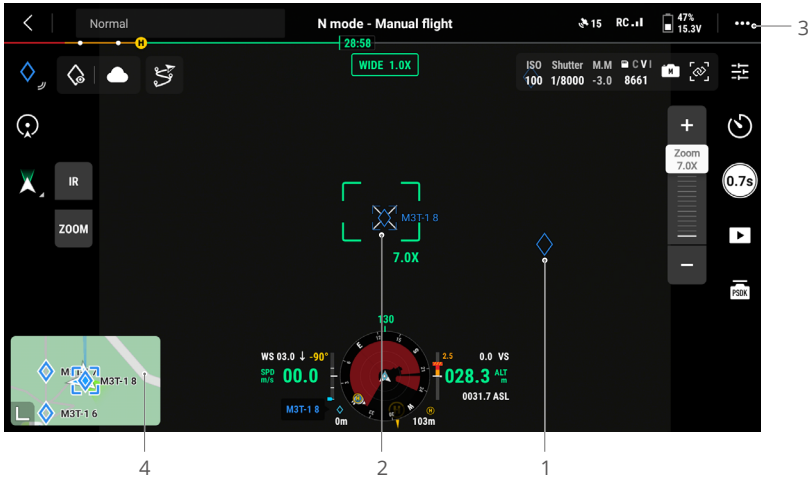 Normal
N mode - Manual flight
15
RC
47%
15.3V
3
H
28:58
WIDE 1.0X
ISO Shutter M.M C V I
100 1/8000 -3.0 8661
M
Zoom
7.0X
IR
ZOOM
0.7s
M3T-1 8
7.0X
PSDK
130
WS 03.0 ↓ -90°
2.5 0.0 VS
SPD
m/s
00.0
E
S
W
028.3
ALT
m
0031.7 ASL
M3T-1 8
0m
H
103m
M3T-1 8
M3T-1 6
4
2
1